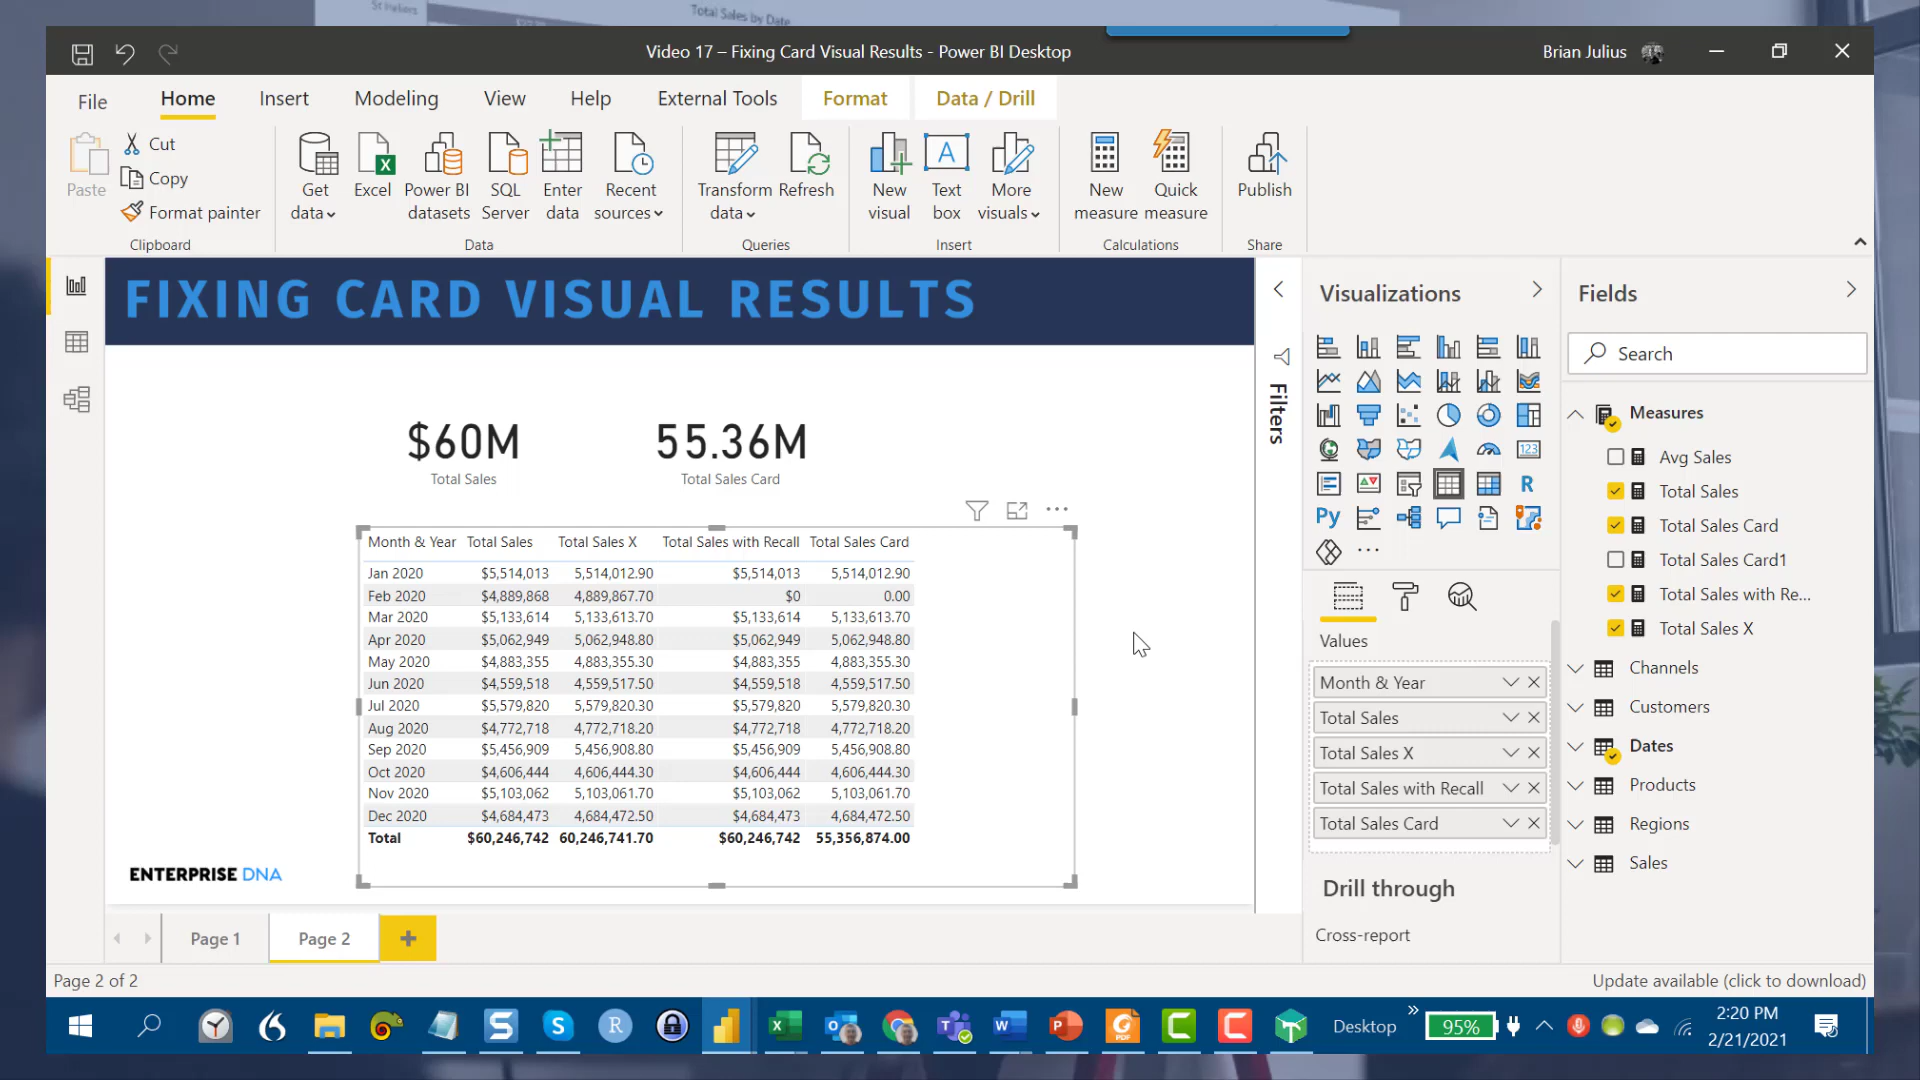 St Heliers
Total Sales by Date
Video 17 – Fixing Card Visual Results - Power BI Desktop
Brian Julius
File
Home
Insert
Modeling
View
Help
External Tools
Format
Data / Drill
Paste
Cut
Copy
Format painter
Clipboard
Get data
Excel
Power BI datasets
SQL Server
Enter data
Recent sources
Data
Transform data
Refresh
Queries
New visual
Text box
More visuals
Insert
New measure
Quick measure
Calculations
Publish
Share
FIXING CARD VISUAL RESULTS
$60M
Total Sales
55.36M
Total Sales Card
Month & Year Total Sales Total Sales X Total Sales with Recall Total Sales Card
Jan 2020 $5,514,013 5,514,012.90 $5,514,013 5,514,012.90
Feb 2020 $4,889,868 4,889,867.70 $0 0.00
Mar 2020 $5,133,614 5,133,613.70 $5,133,614 5,133,613.70
Apr 2020 $5,062,949 5,062,948.80 $5,062,949 5,062,948.80
May 2020 $4,883,355 4,883,355.30 $4,883,355 4,883,355.30
Jun 2020 $4,559,518 4,559,517.50 $4,559,518 4,559,517.50
Jul 2020 $5,579,820 5,579,820.30 $5,579,820 5,579,820.30
Aug 2020 $4,772,718 4,772,718.20 $4,772,718 4,772,718.20
Sep 2020 $5,456,909 5,456,908.80 $5,456,909 5,456,908.80
Oct 2020 $4,606,444 4,606,444.30 $4,606,444 4,606,444.30
Nov 2020 $5,103,062 5,103,061.70 $5,103,062 5,103,061.70
Dec 2020 $4,684,473 4,684,472.50 $4,684,473 4,684,472.50
Total $60,246,742 60,246,741.70 $60,246,742 55,356,874.00
ENTERPRISE DNA
Filters
Visualizations
123
R
Py
Values
Month & Year
Total Sales
Total Sales X
Total Sales with Recall
Total Sales Card
Drill through
Cross-report
Fields
Search
Measures
Avg Sales
Total Sales
Total Sales Card
Total Sales Card1
Total Sales with Re...
Total Sales X
Channels
Customers
Dates
Products
Regions
Sales
Page 1
Page 2
Page 2 of 2
Update available (click to download)
Desktop
95%
2:20 PM
2/21/2021